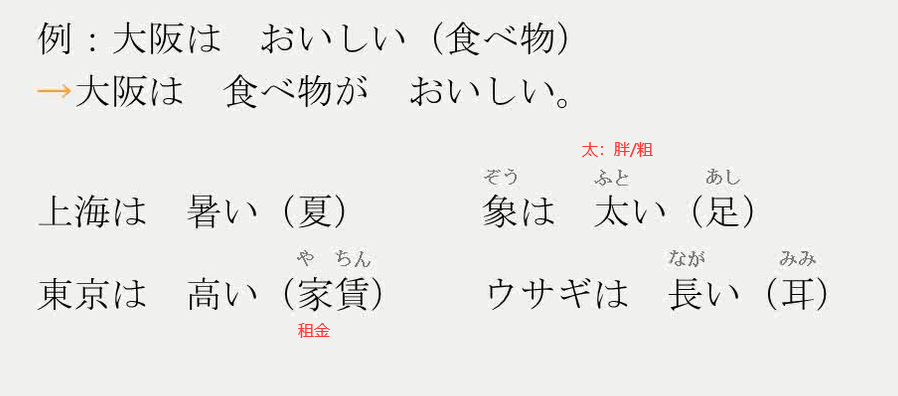 例：大阪は　おいしい（食べ物）
→大阪は　食べ物が　おいしい。
太：胖/粗
ぞう　ふと　あし
上海は　暑い（夏）　象は　太い（足）
や　ちん　なが　みみ
東京は　高い（家賃）　ウサギは　長い（耳）
租金